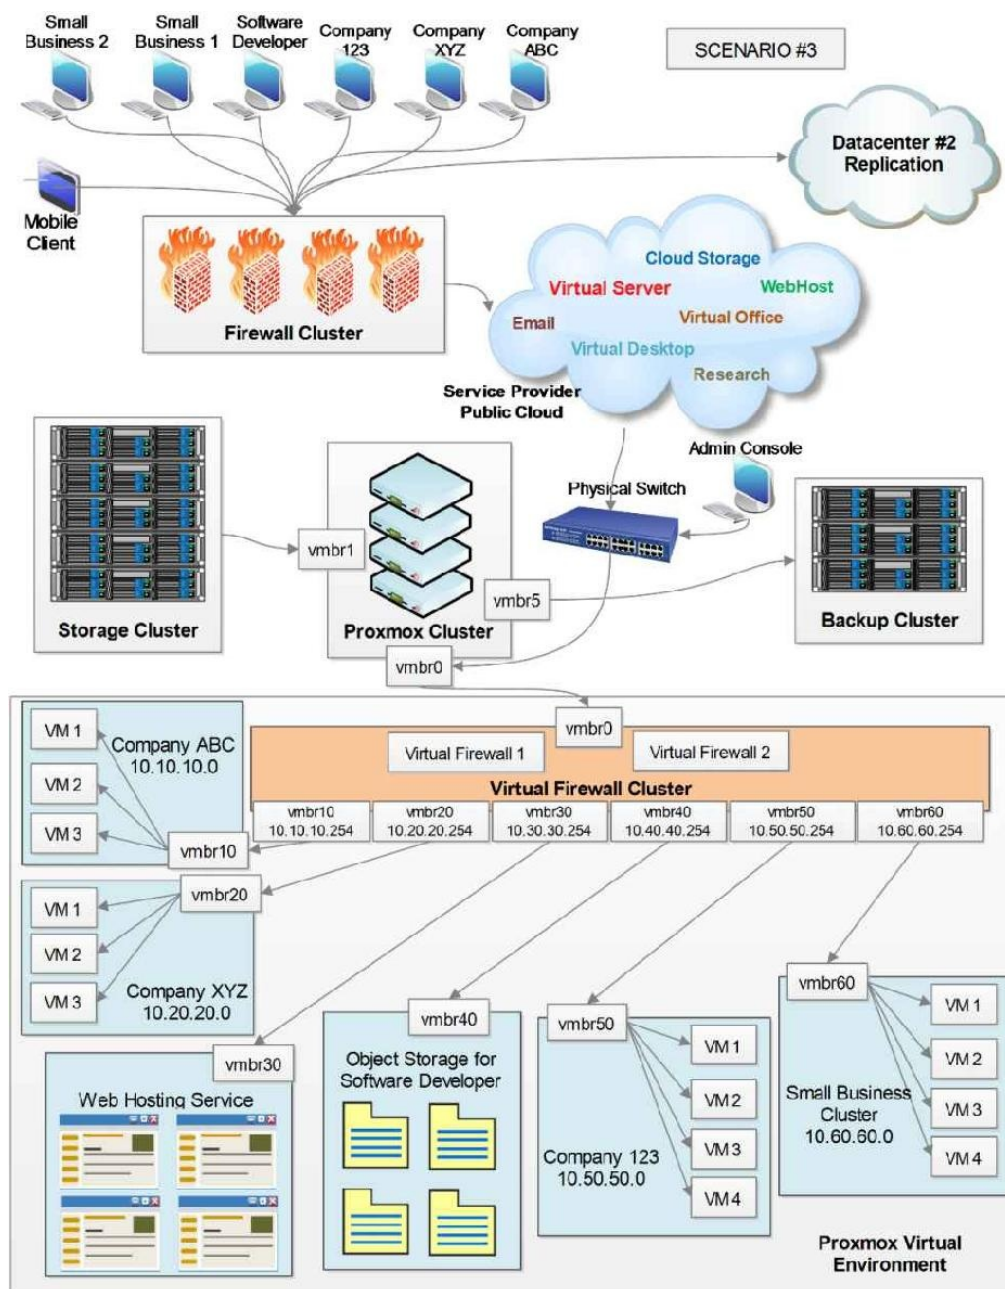 Small
Business 2
Small
Business 1
Software
Developer
Company
123
Company
XYZ
Company
ABC
SCENARIO #3
Datacenter #2
Replication
Mobile
Client
Firewall Cluster
Cloud Storage
Virtual Server
WebHost
Email
Virtual Office
Virtual Desktop
Research
Service Provider
Public Cloud
Admin Console
Physical Switch
vmbr1
vmbr5
Storage Cluster
Proxmox Cluster
Backup Cluster
vmbr0
vmbr0
VM 1
Company ABC
10.10.10.0
VM 2
VM 3
vmbr10
Virtual Firewall 1
Virtual Firewall 2
Virtual Firewall Cluster
vmbr10
10.10.10.254
vmbr20
10.20.20.254
vmbr30
10.30.30.254
vmbr40
10.40.40.254
vmbr50
10.50.50.254
vmbr60
10.60.60.254
vmbr20
VM 1
VM 2
VM 3
Company XYZ
10.20.20.0
vmbr30
Web Hosting Service
vmbr40
Object Storage for
Software Developer
vmbr50
VM 1
VM 2
VM 3
VM 4
Company 123
10.50.50.0
vmbr60
VM 1
VM 2
VM 3
VM 4
Small Business
Cluster
10.60.60.0
Proxmox Virtual
Environment